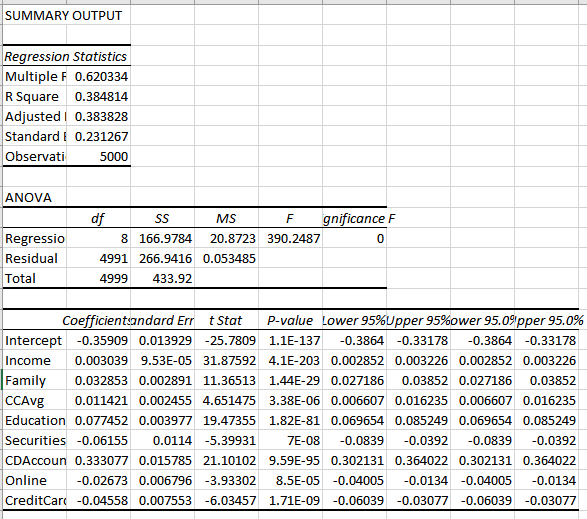 SUMMARY OUTPUT
Regression Statistics
Multiple R 0.620334
R Square 0.384814
Adjusted 0.383828
Standard E 0.231267
Observati 5000
ANOVA
df SS MS F gnificance F
Regressio 8 166.9784 20.8723 390.2487 0
Residual 4991 266.9416 0.053485
Total 4999 433.92
Coefficients andard Err t Stat P-value Lower 95% Upper 95% ower 95.0% pper 95.0%
Intercept -0.35909 0.013929 -25.7809 1.1E-137 -0.3864 -0.33178 -0.3864 -0.33178
Income 0.003039 9.53E-05 31.87592 4.1E-203 0.002852 0.003226 0.002852 0.003226
Family 0.032853 0.002891 11.36513 1.44E-29 0.027186 0.03852 0.027186 0.03852
CCAvg 0.011421 0.002455 4.651475 3.38E-06 0.006607 0.016235 0.006607 0.016235
Education 0.077452 0.003977 19.47355 1.82E-81 0.069654 0.085249 0.069654 0.085249
Securities -0.06155 0.0114 -5.39931 7E-08 -0.0839 -0.0392 -0.0839 -0.0392
CDAccoun 0.333077 0.015785 21.10102 9.59E-95 0.302131 0.364022 0.302131 0.364022
Online -0.02673 0.006796 -3.93302 8.5E-05 -0.04005 -0.0134 -0.04005 -0.0134
CreditCard -0.04558 0.007553 -6.03457 1.71E-09 -0.06039 -0.03077 -0.06039 -0.03077